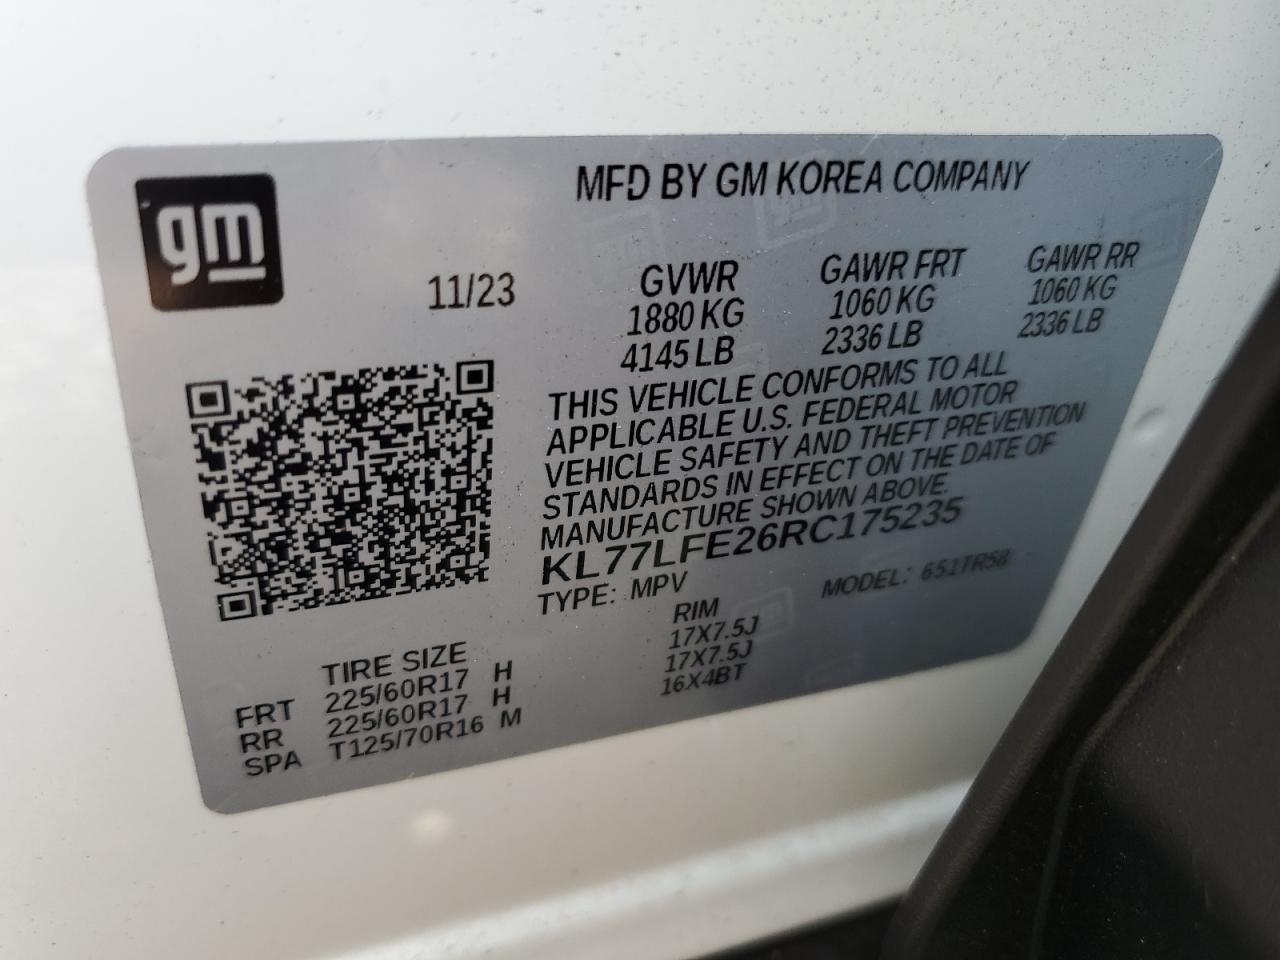 gm
MFD BY GM KOREA COMPANY
11/23
GVWR GAWR FRT GAWR RR
1880 KG 1060 KG 1060 KG
4145 LB 2336 LB 2336 LB
THIS VEHICLE CONFORMS TO ALL
APPLICABLE U.S. FEDERAL MOTOR
VEHICLE SAFETY AND THEFT PREVENTION
STANDARDS IN EFFECT ON THE DATE OF
MANUFACTURE SHOWN ABOVE.
KL77LFE26RC175235
TYPE: MPV MODEL: 651TR58
TIRE SIZE RIM
FRT 225/60R17 H 17X7.5J
RR 225/60R17 H 17X7.5J
SPA T125/70R16 M 16X4BT